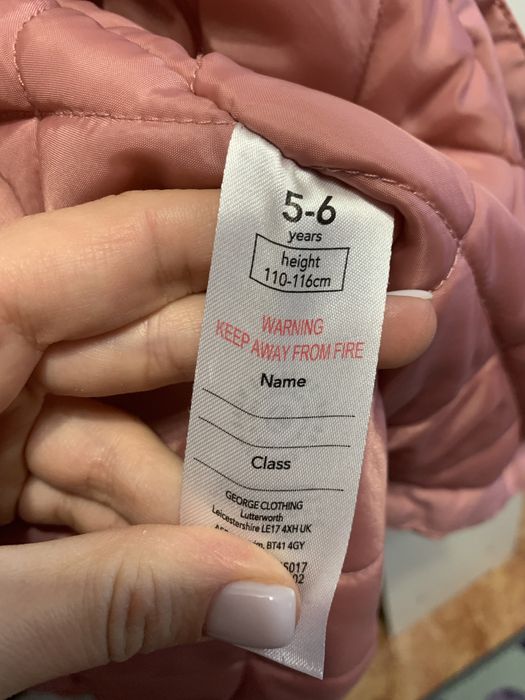 5-6
years
height
110-116cm
WARNING
KEEP AWAY FROM FIRE
Name
Class
GEORGE CLOTHING
Lutterworth
Leicestershire LE17 4XH UK
BT41 4GY